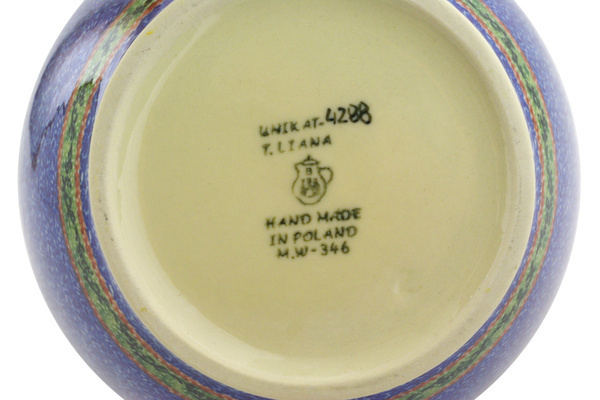 UNIKAT-4288
T. LIANA
B
HAND MADE
IN POLAND
M.W-346